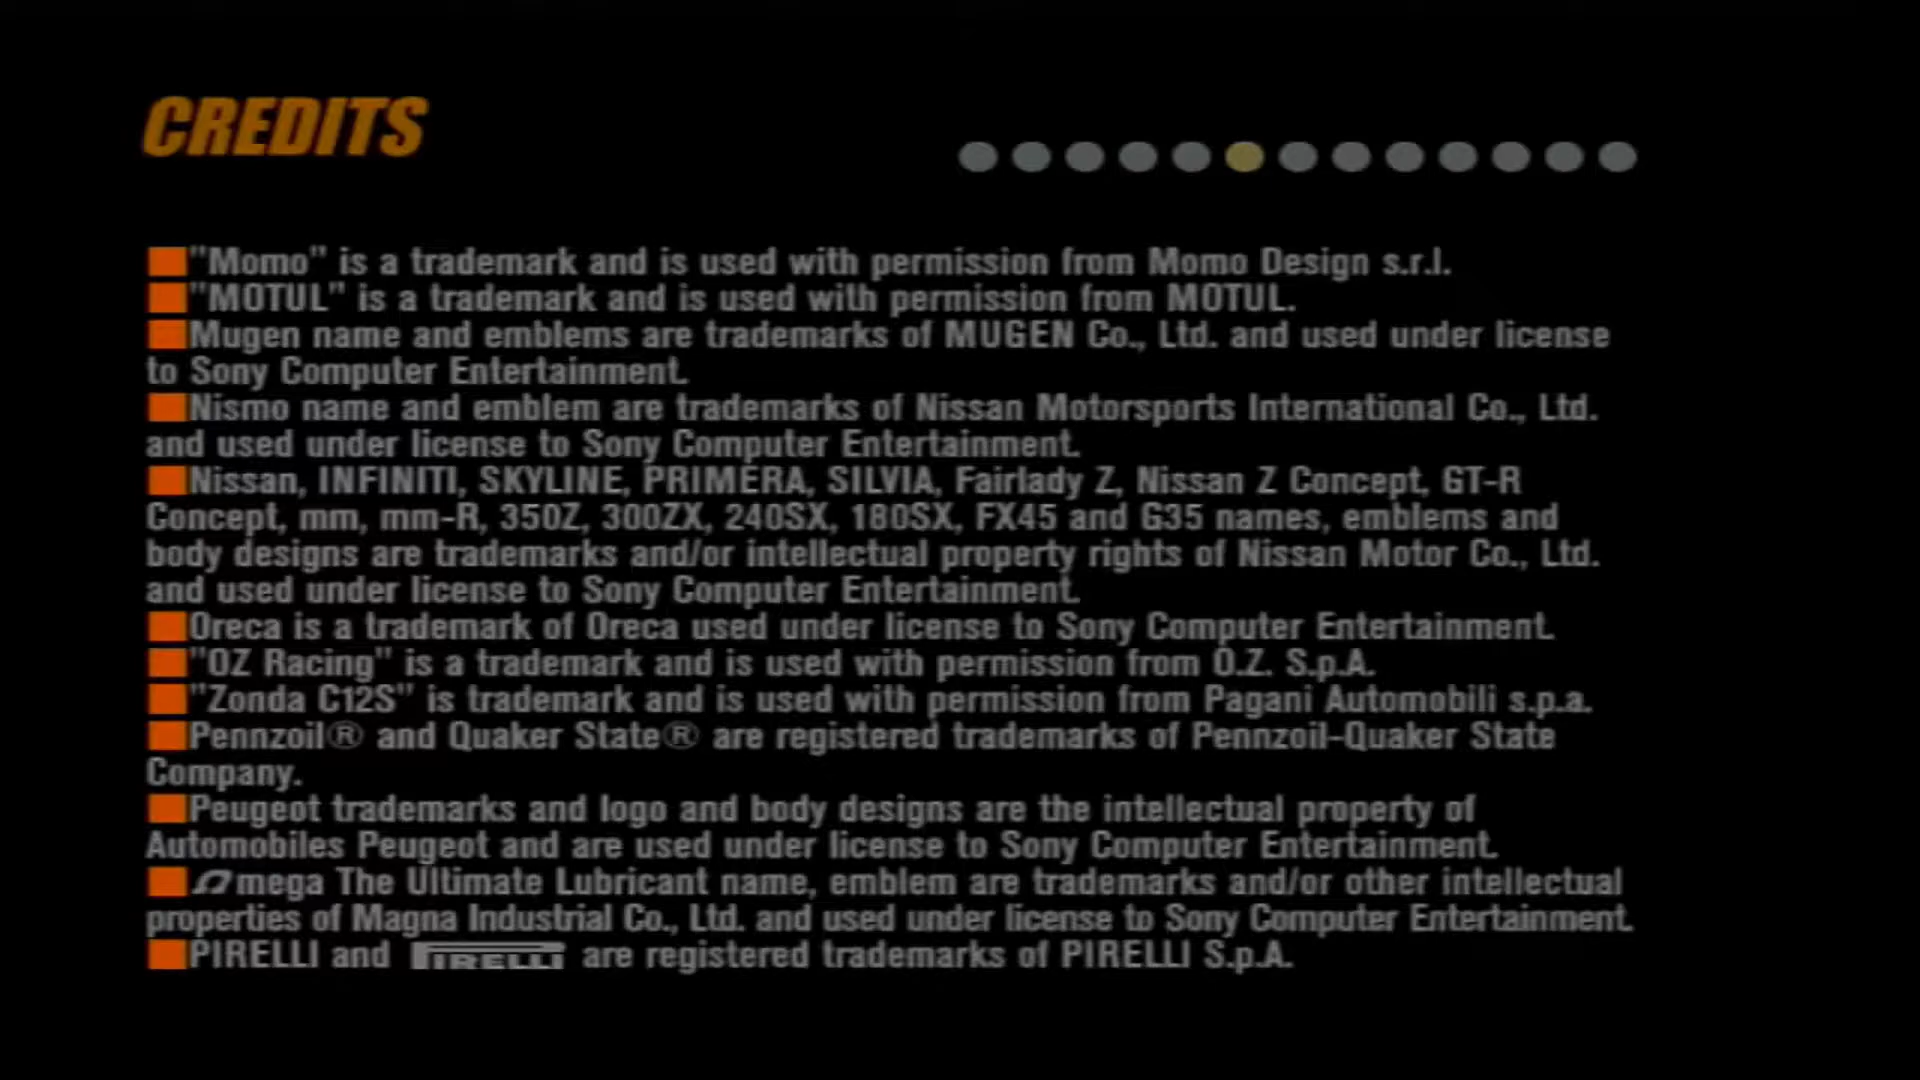 CREDITS
"Momo" is a trademark and is used with permission from Momo Design s.r.l.
"MOTUL" is a trademark and is used with permission from MOTUL.
Mugen name and emblems are trademarks of MUGEN Co., Ltd. and used under license
to Sony Computer Entertainment.
Nismo name and emblem are trademarks of Nissan Motorsports International Co., Ltd.
and used under license to Sony Computer Entertainment.
Nissan, INFINITI, SKYLINE, PRIMERA, SILVIA, Fairlady Z, Nissan Z Concept, GT-R
Concept, mm, mm-R, 350Z, 300ZX, 240SX, 180SX, FX45 and G35 names, emblems and
body designs are trademarks and/or intellectual property rights of Nissan Motor Co., Ltd.
and used under license to Sony Computer Entertainment.
Oreca is a trademark of Oreca used under license to Sony Computer Entertainment.
"OZ Racing" is a trademark and is used with permission from O.Z. S.p.A.
"Zonda C12S" is trademark and is used with permission from Pagani Automobili s.p.a.
Pennzoil® and Quaker State® are registered trademarks of Pennzoil-Quaker State
Company.
Peugeot trademarks and logo and body designs are the intellectual property of
Automobiles Peugeot and are used under license to Sony Computer Entertainment.
Omega The Ultimate Lubricant name, emblem are trademarks and/or other intellectual
properties of Magna Industrial Co., Ltd. and used under license to Sony Computer Entertainment.
PIRELLI and PIRELLI are registered trademarks of PIRELLI S.p.A.